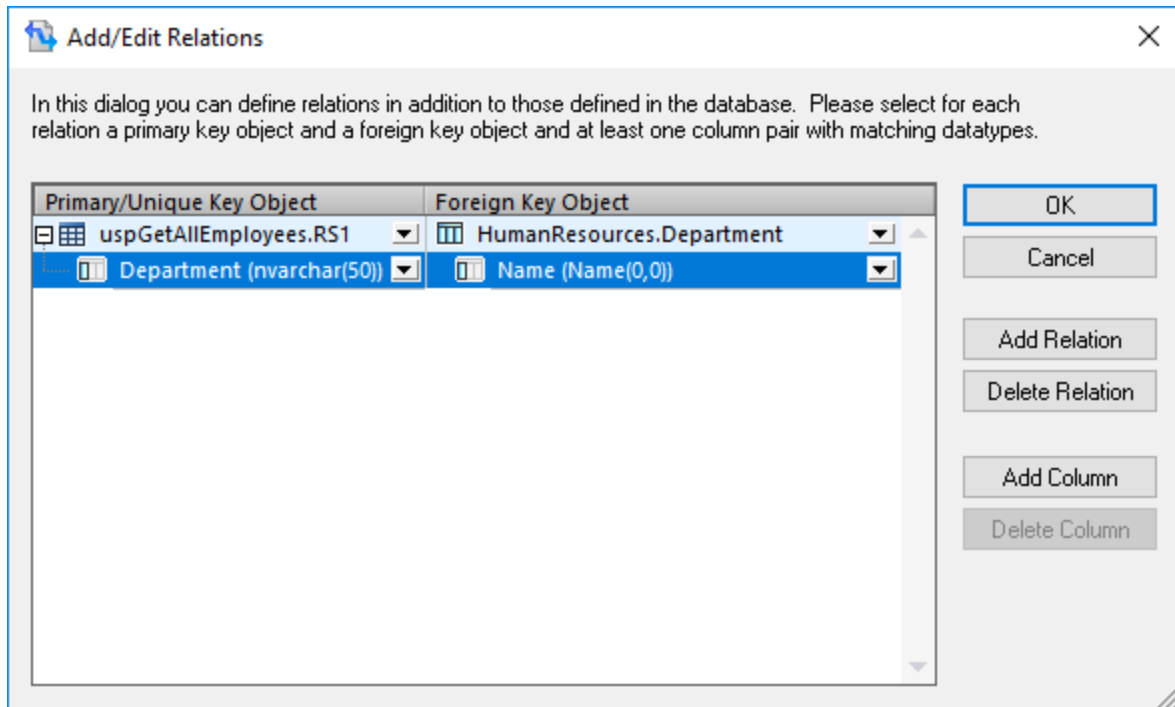 Add/Edit Relations
In this dialog you can define relations in addition to those defined in the database.  Please select for each
relation a primary key object and a foreign key object and at least one column pair with matching datatypes.
Primary/Unique Key Object Foreign Key Object
uspGetAllEmployees.RS1 HumanResources.Department
Department (nvarchar(50)) Name (Name(0,0))
OK
Cancel
Add Relation
Delete Relation
Add Column
Delete Column